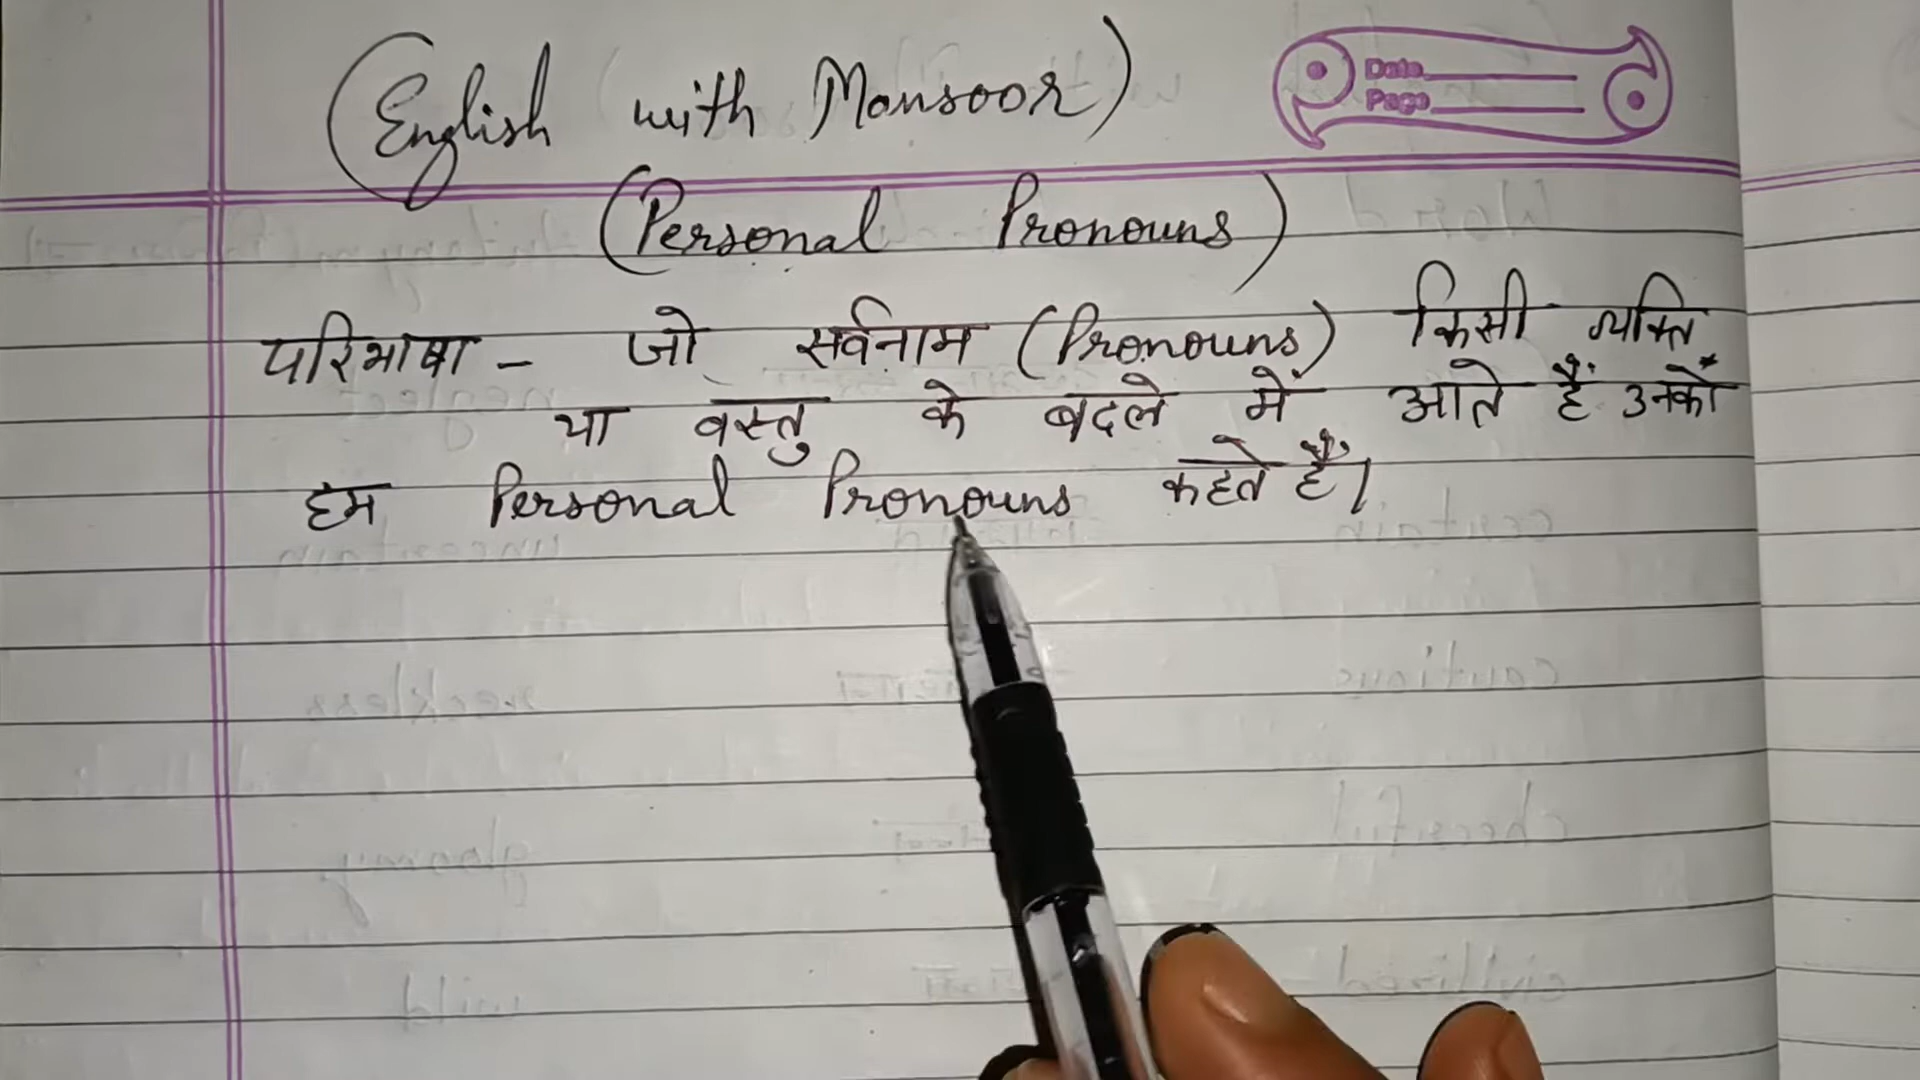 (English with Mansoor)
Date
Page
(Personal Pronouns)
परिभाषा - जो सर्वनाम (Pronouns) किसी व्यक्ति
या वस्तु के बदले में आते हैं उनको
हम Personal Pronouns कहते हैं।